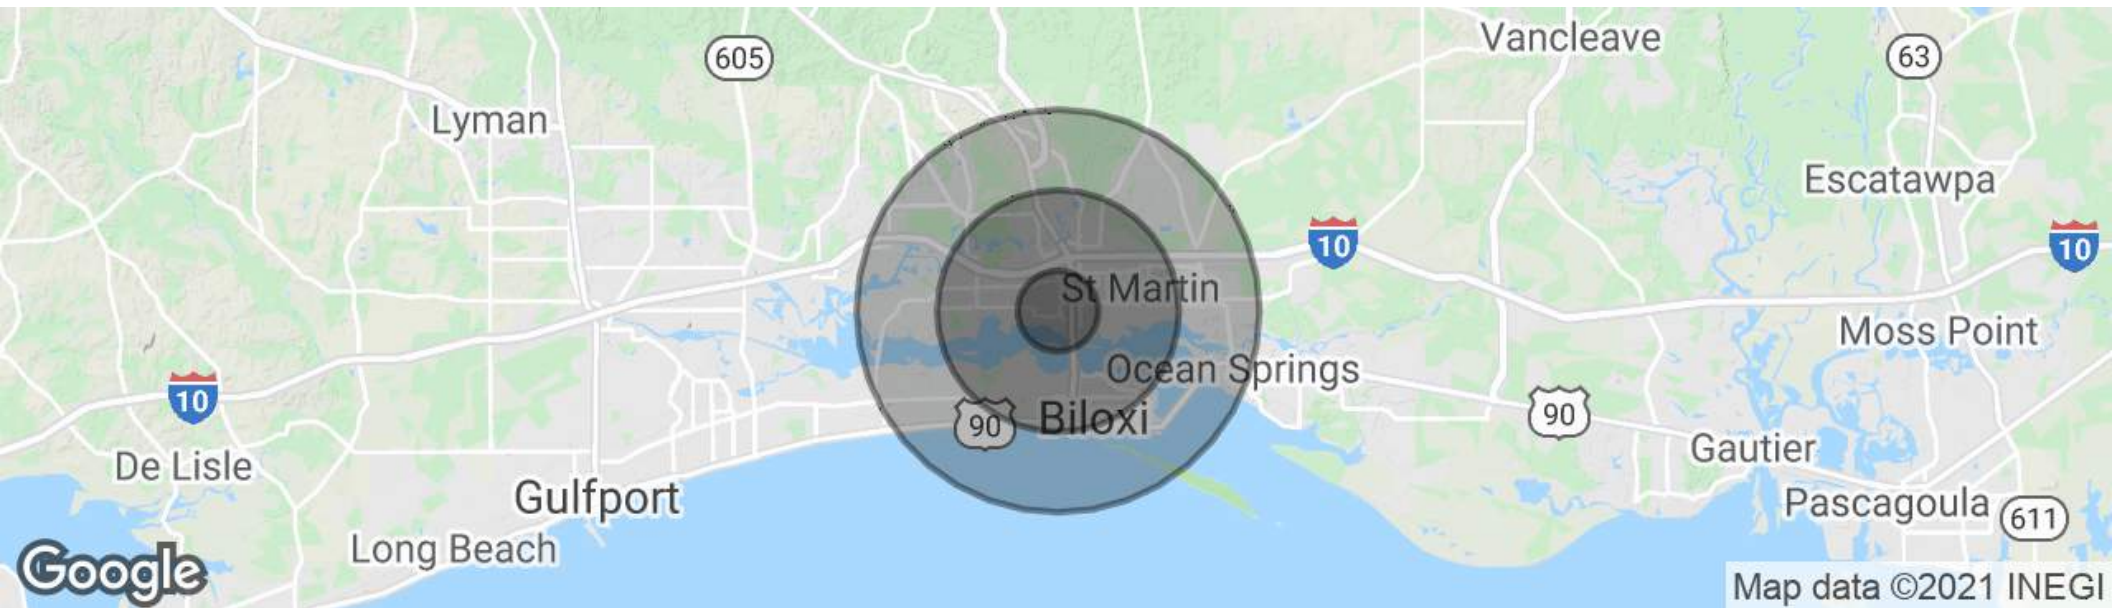 Vancleave
605
63
Lyman
Escatawpa
10
10
St Martin
Moss Point
Ocean Springs
10
90
90
Biloxi
Gautier
De Lisle
Gulfport
Pascagoula
611
Long Beach
Google
Map data ©2021 INEGI